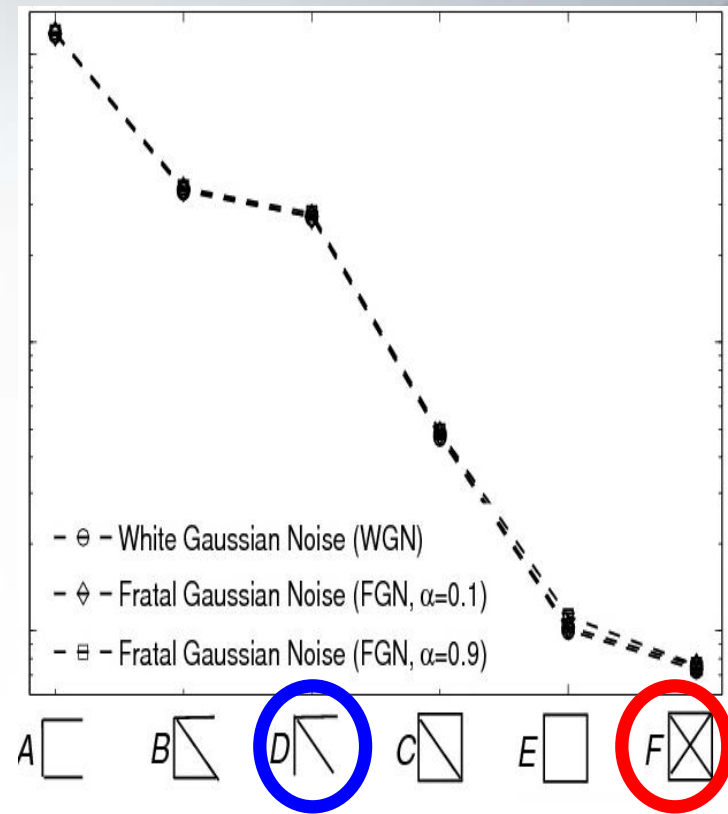 - ⊖ - White Gaussian Noise (WGN)
- ◇ - Fratal Gaussian Noise (FGN, α=0.1)
- ⊟ - Fratal Gaussian Noise (FGN, α=0.9)
A B D C E F